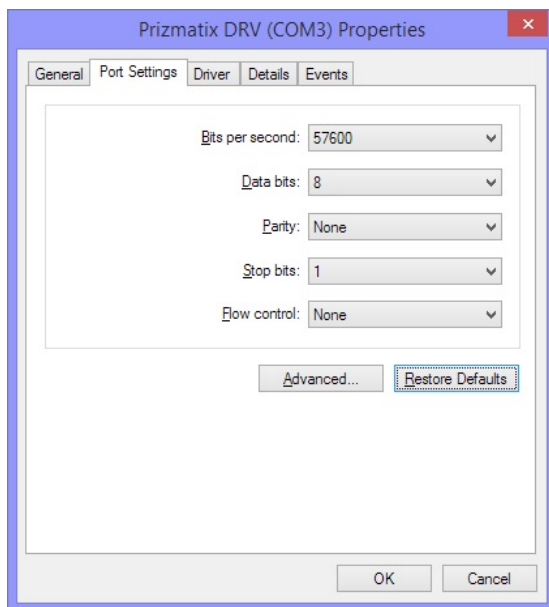 Prizmatix DRV (COM3) Properties
General Port Settings Driver Details Events
Bits per second: 57600
Data bits: 8
Parity: None
Stop bits: 1
Flow control: None
Advanced... Restore Defaults
OK Cancel